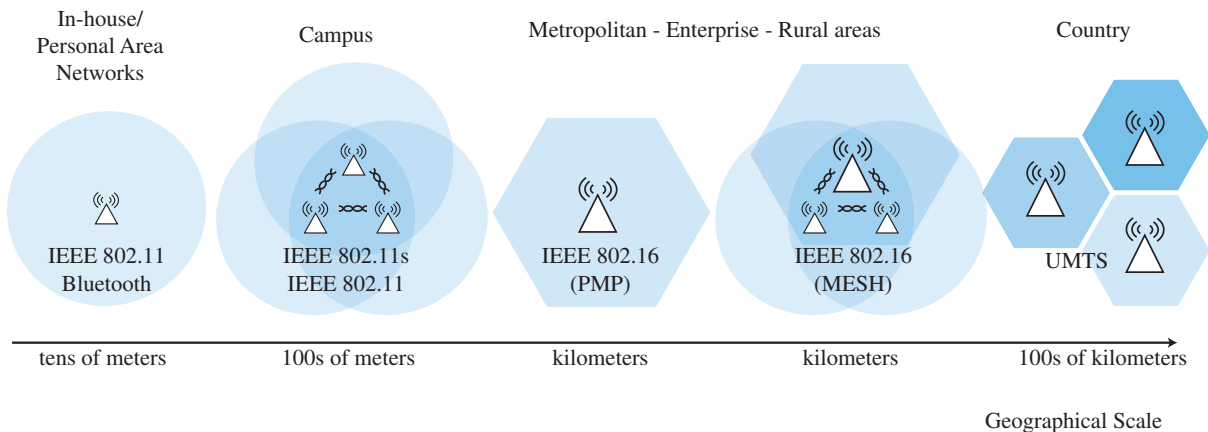 In-house/
Personal Area
Networks
Campus
Metropolitan - Enterprise - Rural areas
Country
IEEE 802.11
Bluetooth
IEEE 802.11s
IEEE 802.11
IEEE 802.16
(PMP)
IEEE 802.16
(MESH)
UMTS
tens of meters
100s of meters
kilometers
kilometers
100s of kilometers
Geographical Scale